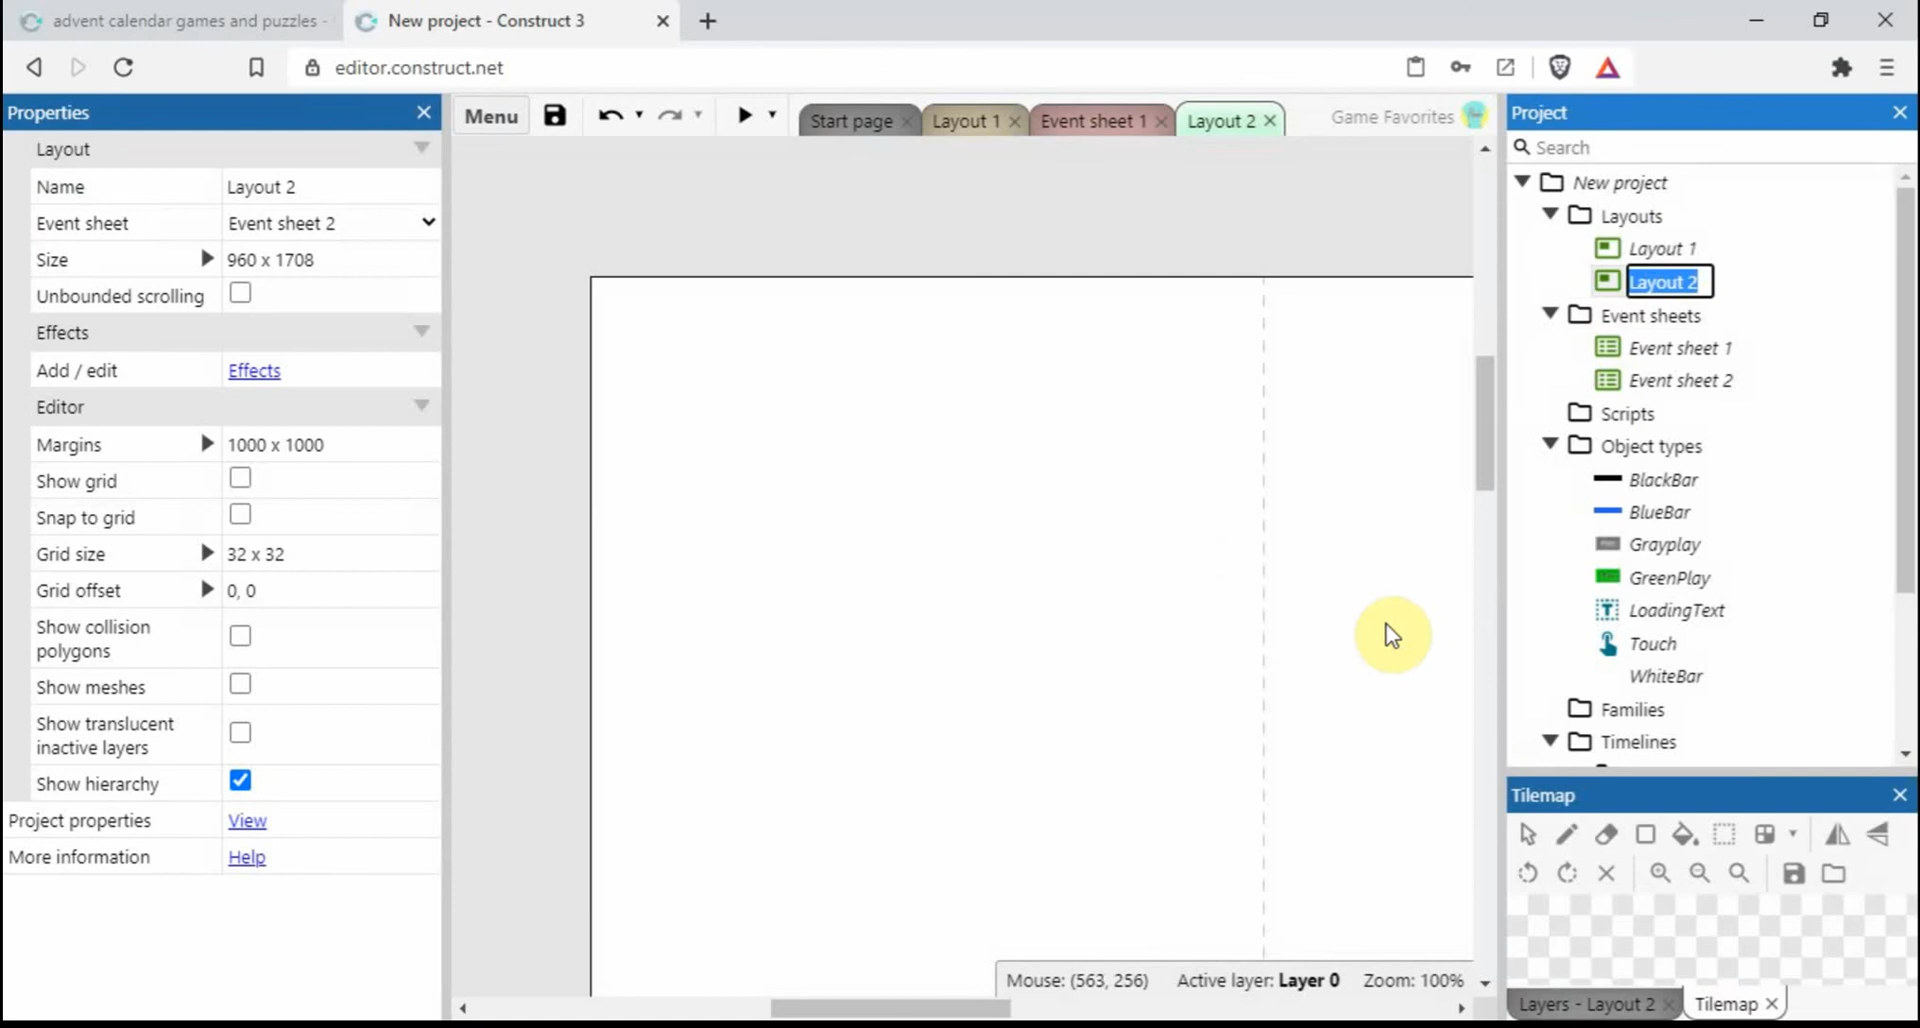 advent calendar games and puzzles -
New project - Construct 3
editor.construct.net
Properties
Menu
Start page
Layout 1
Event sheet 1
Layout 2
Game Favorites
Project
Layout
Name Layout 2
Event sheet Event sheet 2
Size 960 x 1708
Unbounded scrolling
Effects
Add / edit Effects
Editor
Margins 1000 x 1000
Show grid
Snap to grid
Grid size 32 x 32
Grid offset 0, 0
Show collision
polygons
Show meshes
Show translucent
inactive layers
Show hierarchy
Project properties View
More information Help
Mouse: (563, 256) Active layer: Layer 0 Zoom: 100%
Search
New project
Layouts
Layout 1
Layout 2
Event sheets
Event sheet 1
Event sheet 2
Scripts
Object types
BlackBar
BlueBar
Grayplay
GreenPlay
LoadingText
Touch
WhiteBar
Families
Timelines
Tilemap
Layers - Layout 2
Tilemap